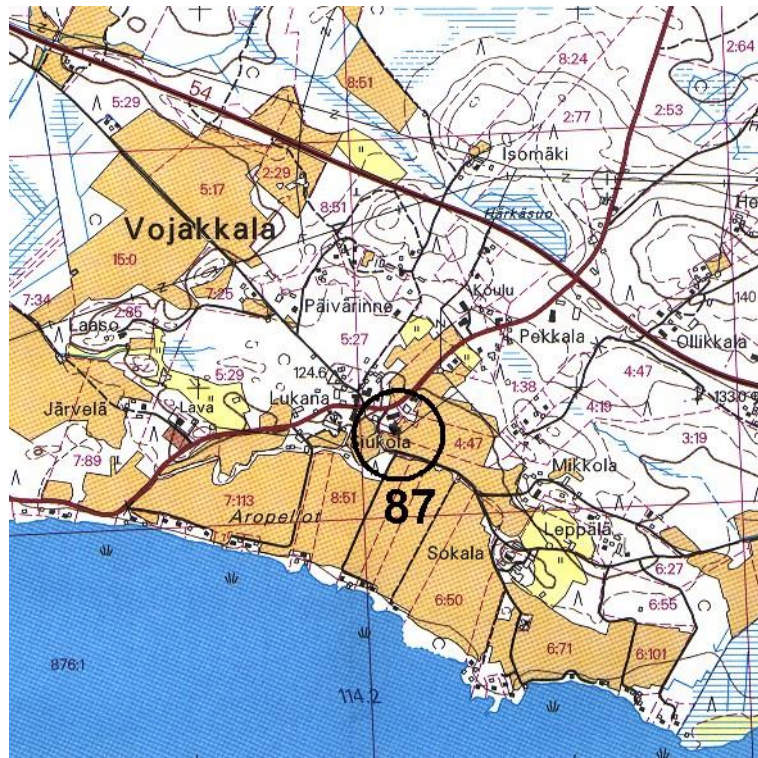 54
8:51
8:24
2:64
5:29
2:77
2:53
Isomäki
2:29
5:17
8:51
Härkäsuo
Vojakkala
15:0
7:25
Koulu
7:34
2:85
Päivärinne
140
Laaso
5:27
Pekkala
Ollikkala
5:29
124.6
4:47
1:38
133.0
Järvelä
Lava
Lukana
4:19
Jukola
4:47
3:19
7:89
Mikkola
7:113
8:51
87
Aropellot
Leppälä
Sokala
6:27
6:50
6:55
6:71
6:101
876:1
114.2